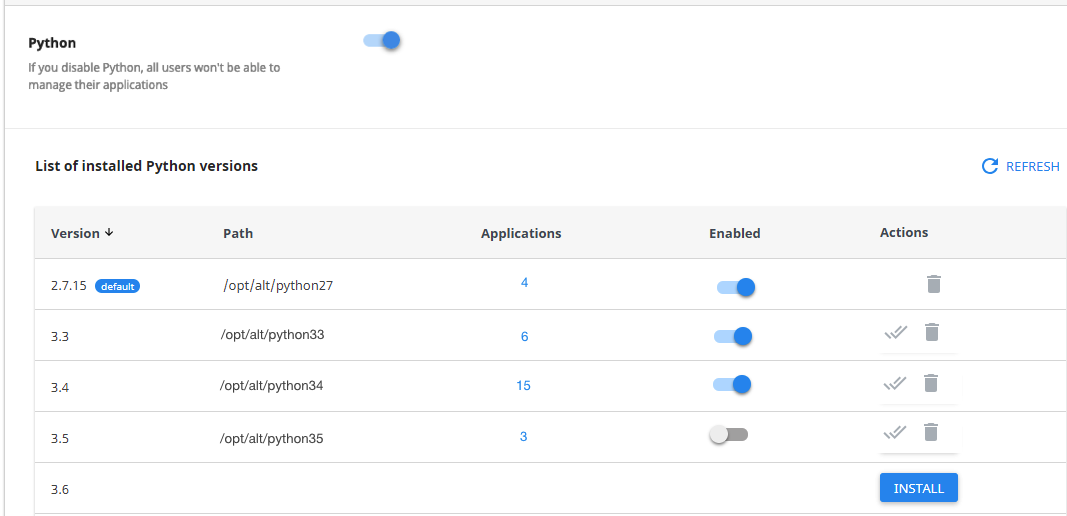 Python
If you disable Python, all users won't be able to
manage their applications
List of installed Python versions
REFRESH
Version Path Applications Enabled Actions
2.7.15 default /opt/alt/python27 4
3.3 /opt/alt/python33 6
3.4 /opt/alt/python34 15
3.5 /opt/alt/python35 3
3.6 INSTALL